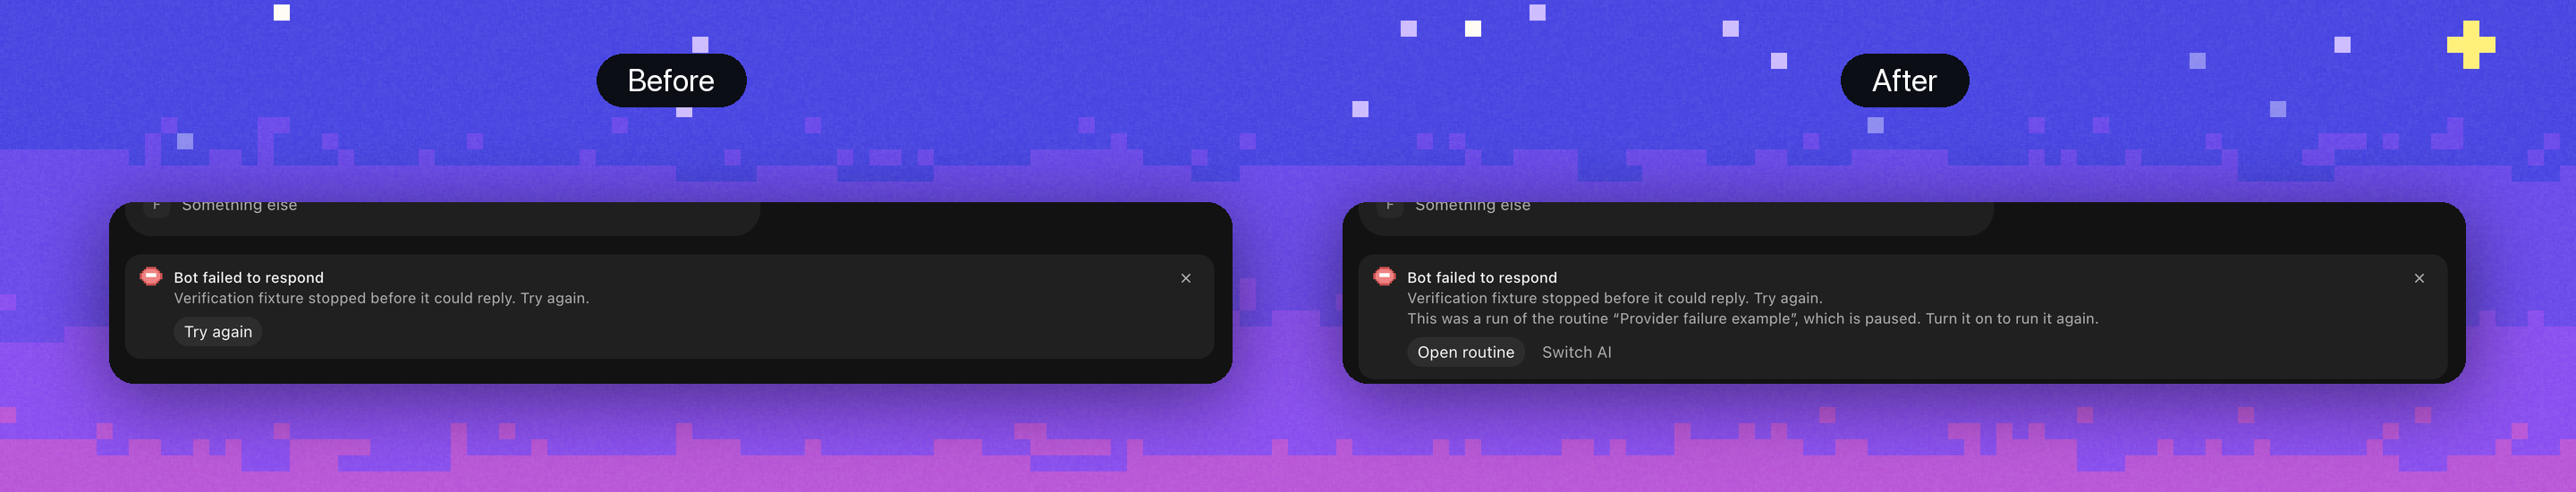 Before
F Something else
Bot failed to respond
Verification fixture stopped before it could reply. Try again.
Try again
After
F Something else
Bot failed to respond
Verification fixture stopped before it could reply. Try again.
This was a run of the routine “Provider failure example”, which is paused. Turn it on to run it again.
Open routine Switch AI